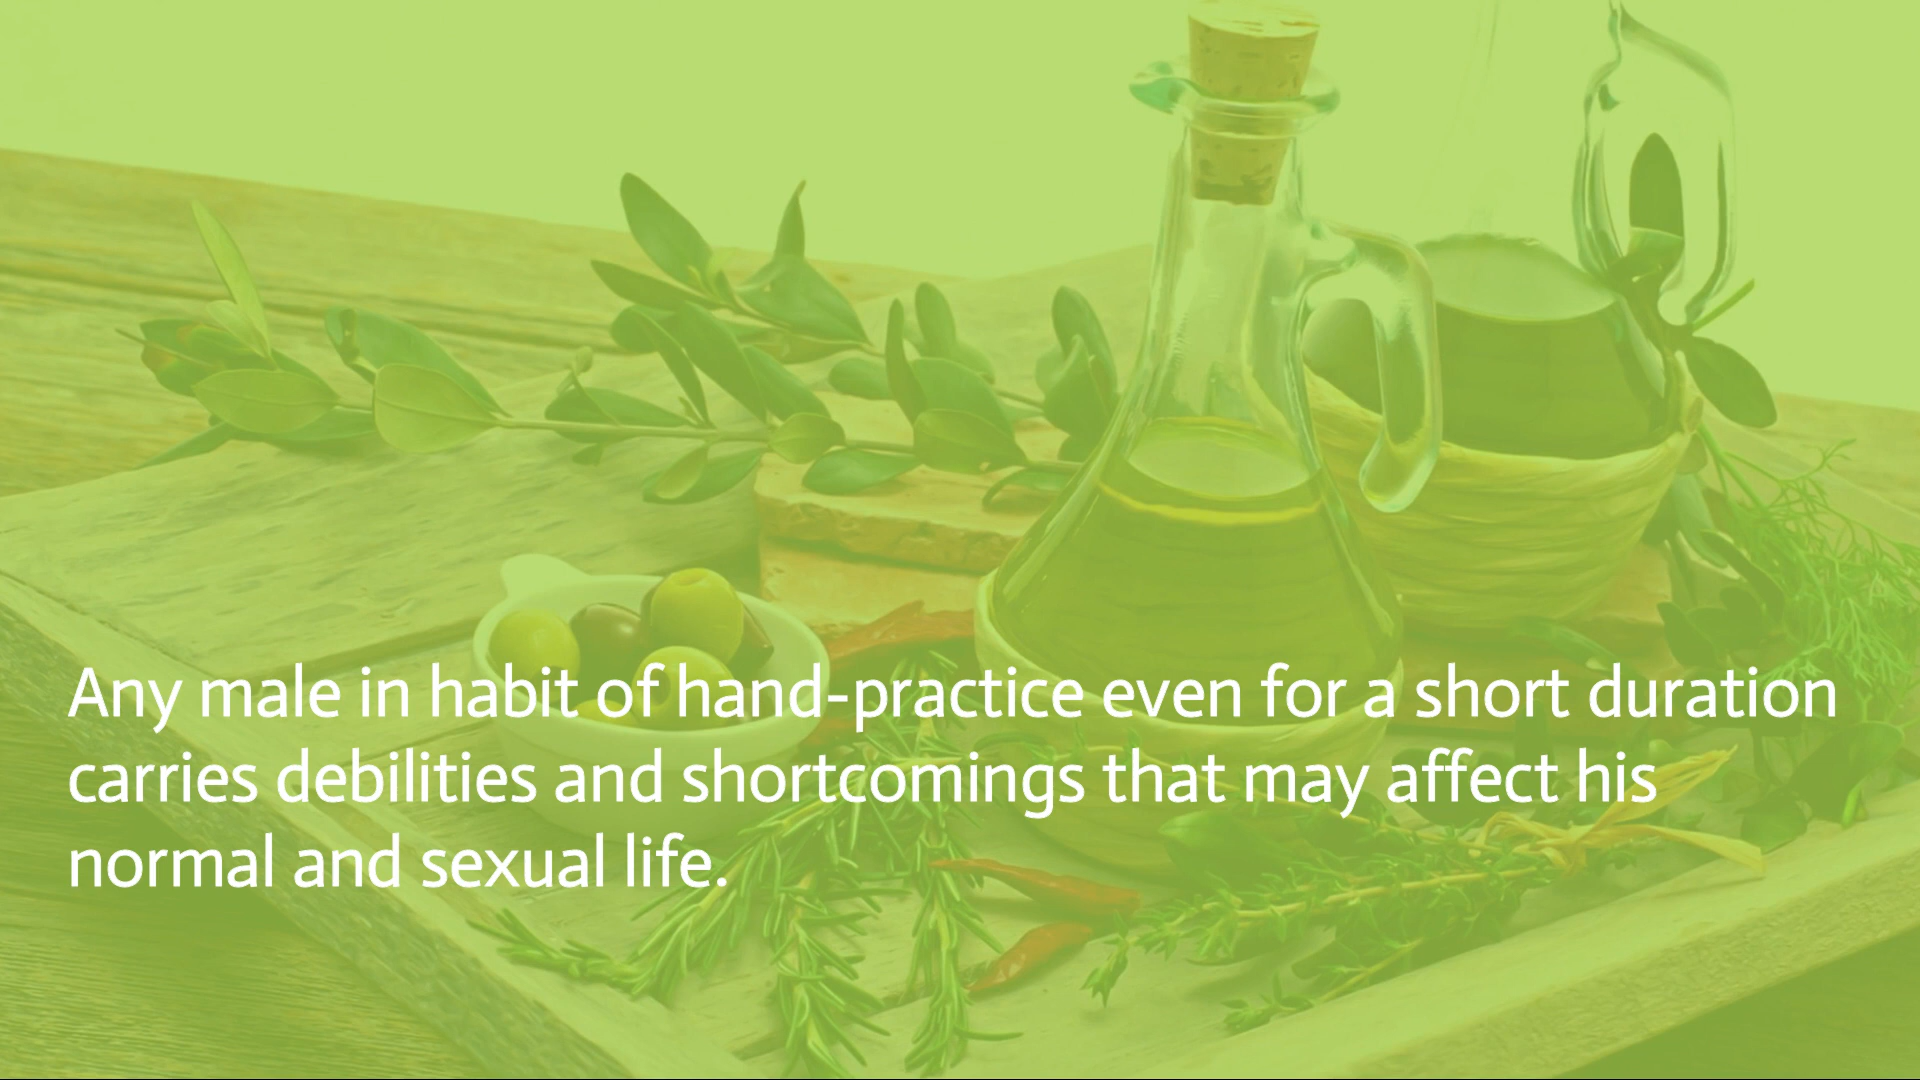 Any male in habit of hand-practice even for a short duration
carries debilities and shortcomings that may affect his
normal and sexual life.